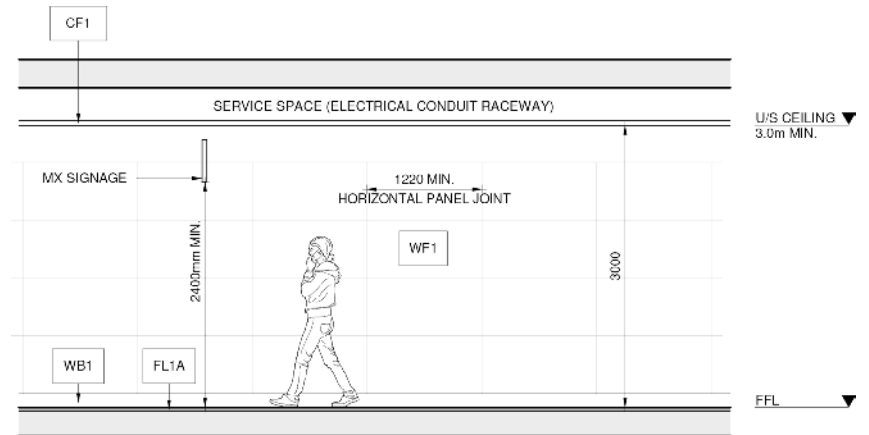 CF1
SERVICE SPACE (ELECTRICAL CONDUIT RACEWAY)
U/S CEILING
3.0m MIN.
MX SIGNAGE
1220 MIN.
HORIZONTAL PANEL JOINT
2400mm MIN.
WF1
3000
WB1
FL1A
FFL